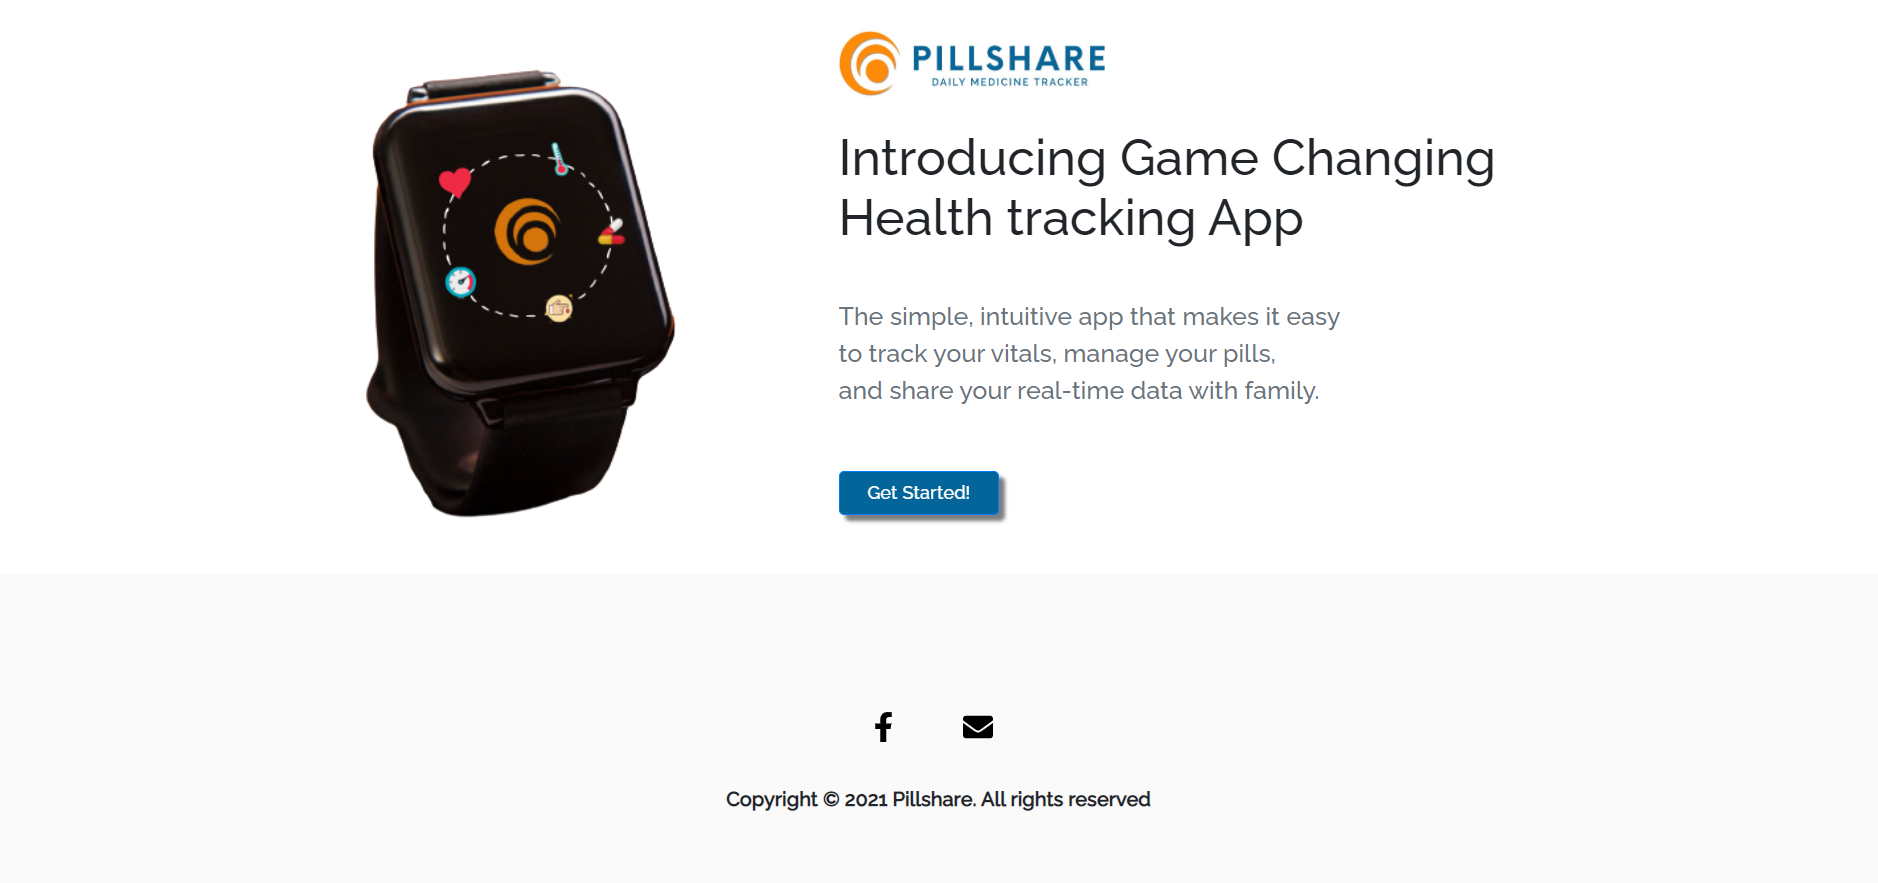 PILLSHARE
DAILY MEDICINE TRACKER
Introducing Game Changing
Health tracking App
The simple, intuitive app that makes it easy
to track your vitals, manage your pills,
and share your real-time data with family.
Get Started!
Copyright © 2021 Pillshare. All rights reserved